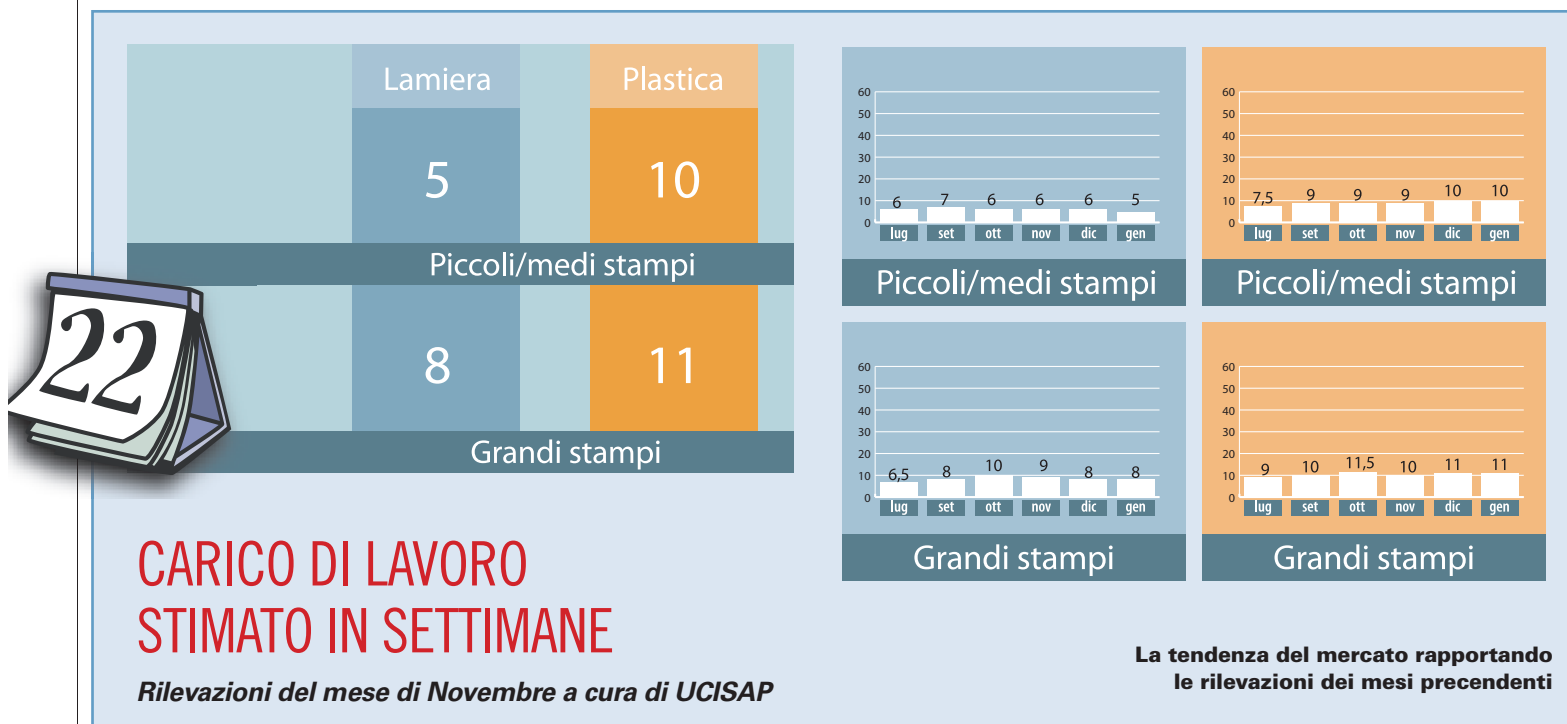 Lamiera Plastica
5 10
Piccoli/medi stampi
22
8 11
Grandi stampi
CARICO DI LAVORO
STIMATO IN SETTIMANE
Rilevazioni del mese di Novembre a cura di UCISAP
60
50
40
30
20
10
0
6 7 6 6 6 5
lug set ott nov dic gen
Piccoli/medi stampi
60
50
40
30
20
10
0
7,5 9 9 9 10 10
lug set ott nov dic gen
Piccoli/medi stampi
60
50
40
30
20
10
0
6,5 8 10 9 8 8
lug set ott nov dic gen
Grandi stampi
60
50
40
30
20
10
0
9 10 11,5 10 11 11
lug set ott nov dic gen
Grandi stampi
La tendenza del mercato rapportando
le rilevazioni dei mesi precendenti